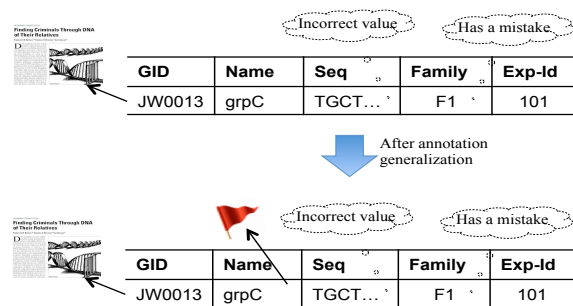 Incorrect value
Has a mistake
Finding Criminals Through DNA
of Their Relatives
GID Name Seq Family Exp-Id
JW0013 grpC TGCT… F1 101
After annotation
generalization
Incorrect value
Has a mistake
Finding Criminals Through DNA
of Their Relatives
GID Name Seq Family Exp-Id
JW0013 grpC TGCT… F1 101